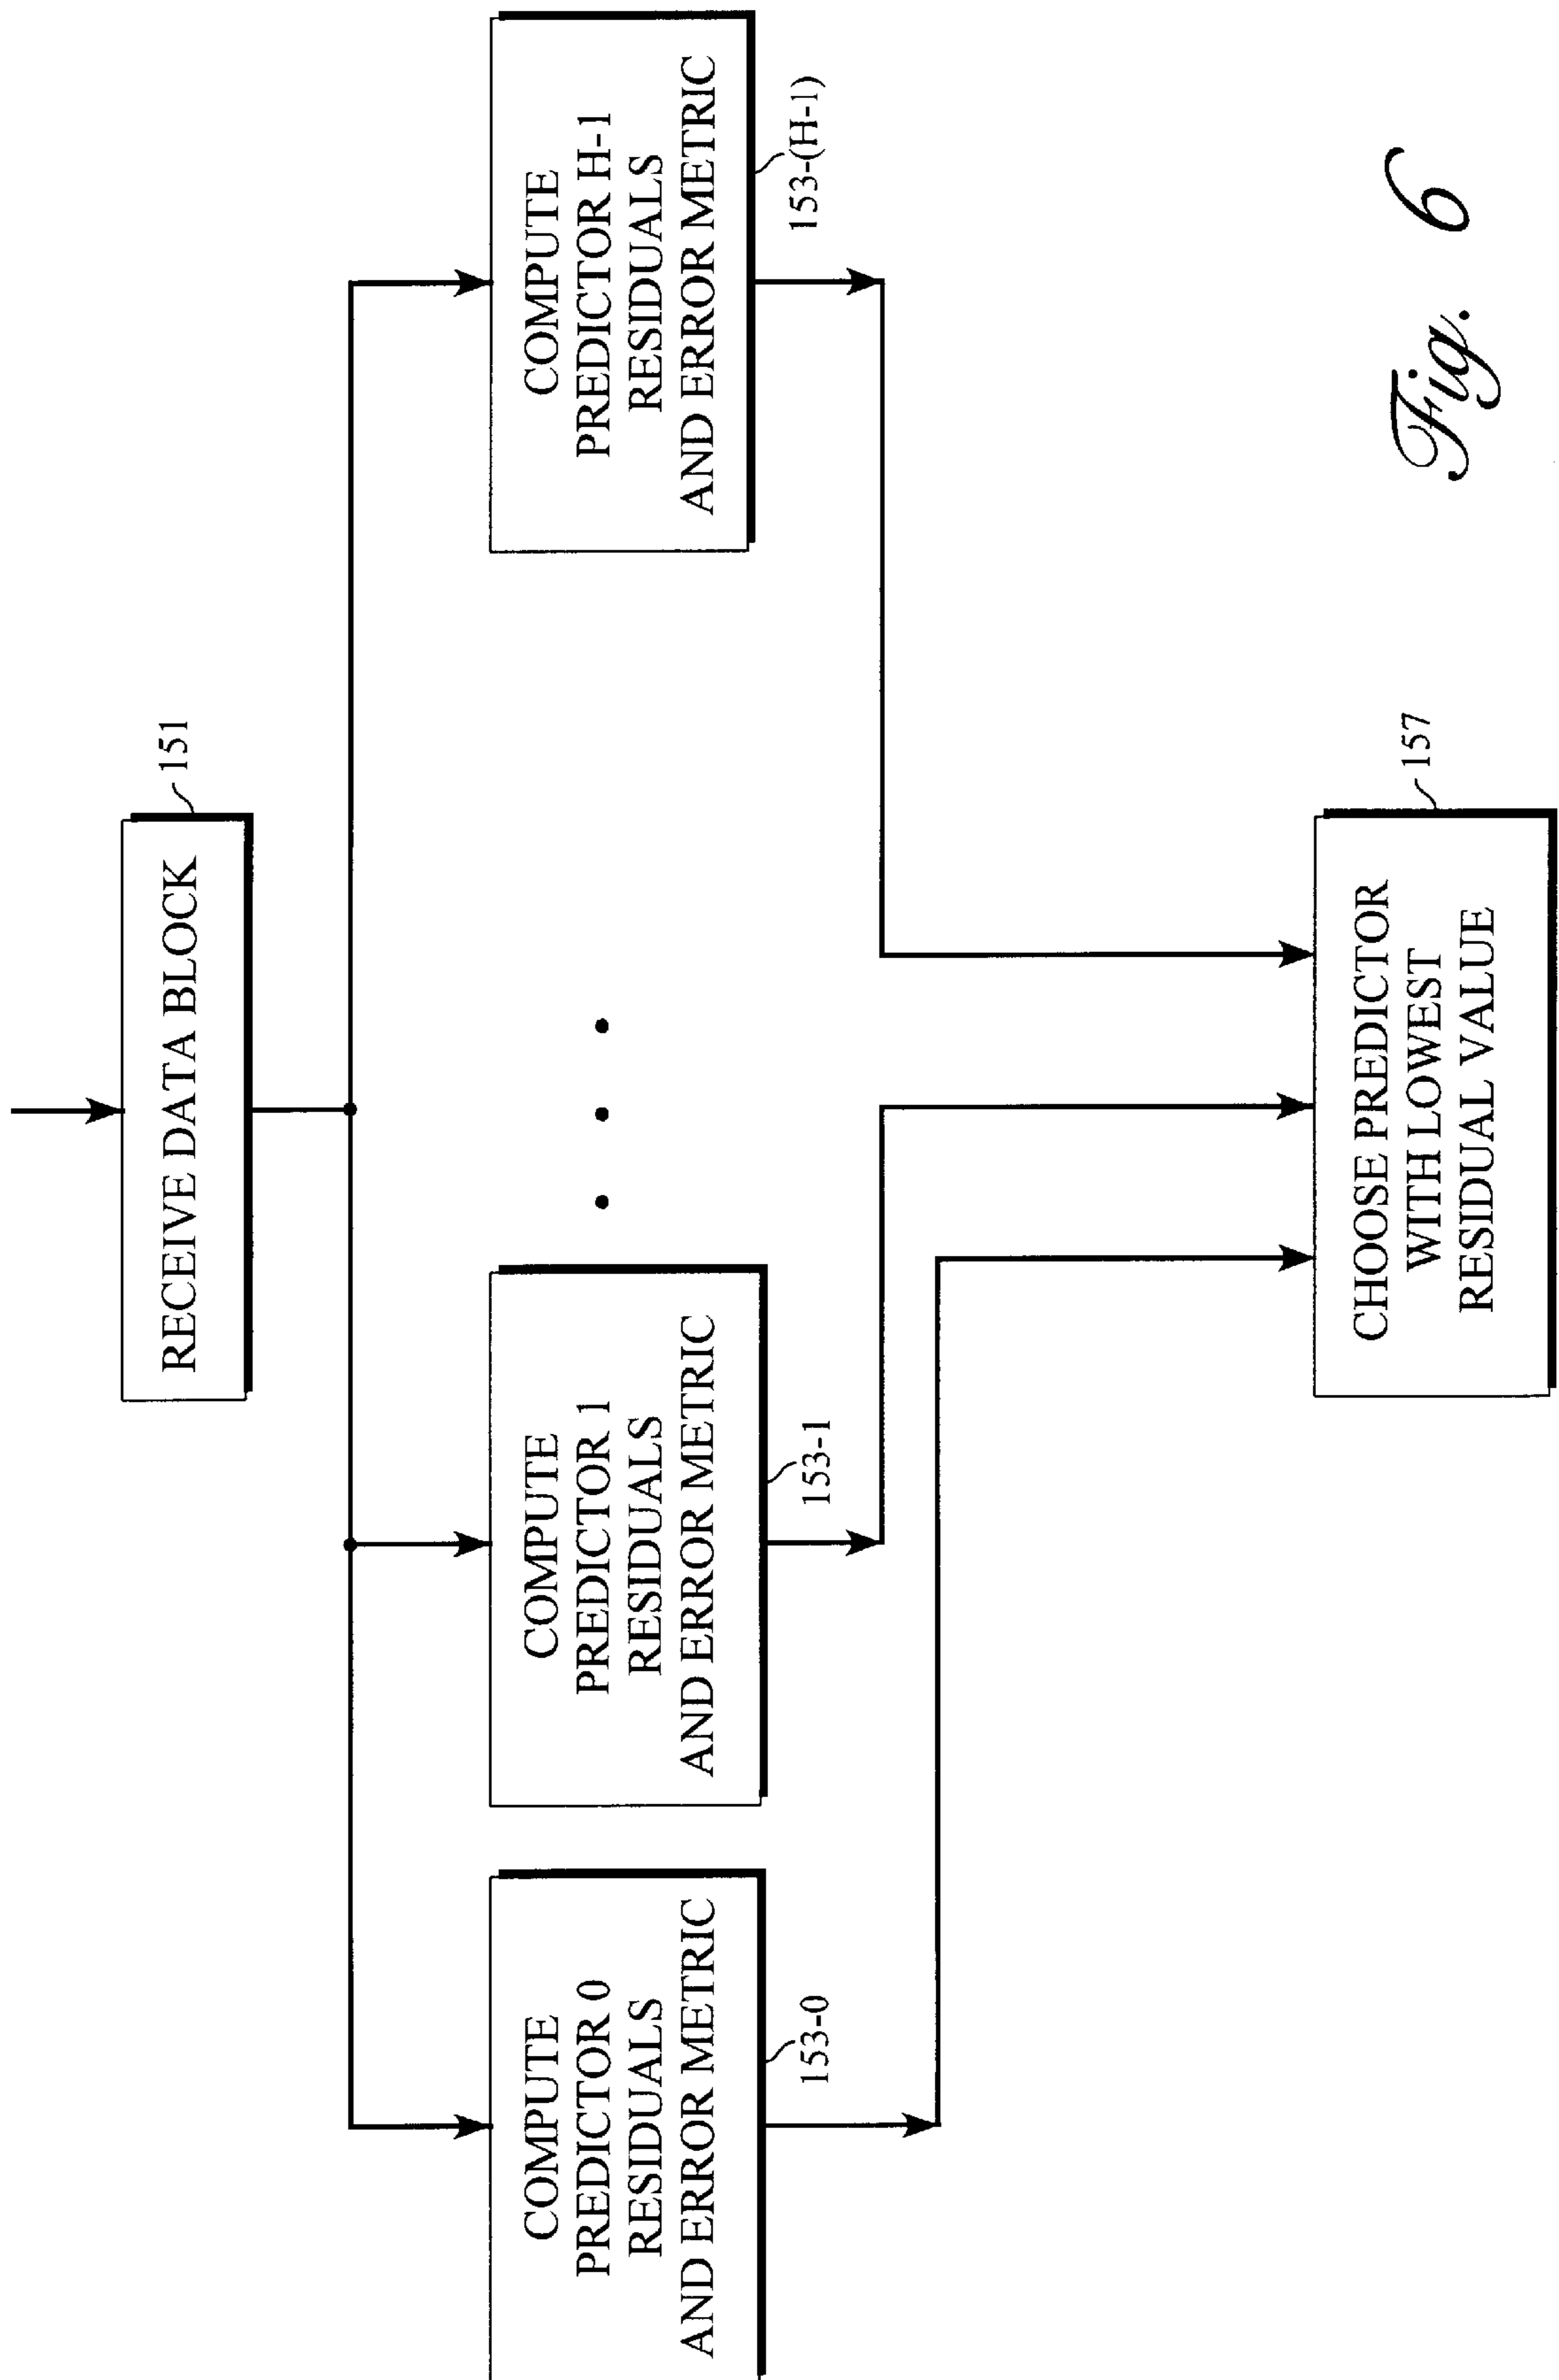 RECEIVE DATA BLOCK
151
COMPUTE
PREDICTOR 0
RESIDUALS
AND ERROR METRIC
153-0
COMPUTE
PREDICTOR 1
RESIDUALS
AND ERROR METRIC
153-1
• • •
COMPUTE
PREDICTOR H-1
RESIDUALS
AND ERROR METRIC
153-(H-1)
CHOOSE PREDICTOR
WITH LOWEST
RESIDUAL VALUE
157
Fig. 6